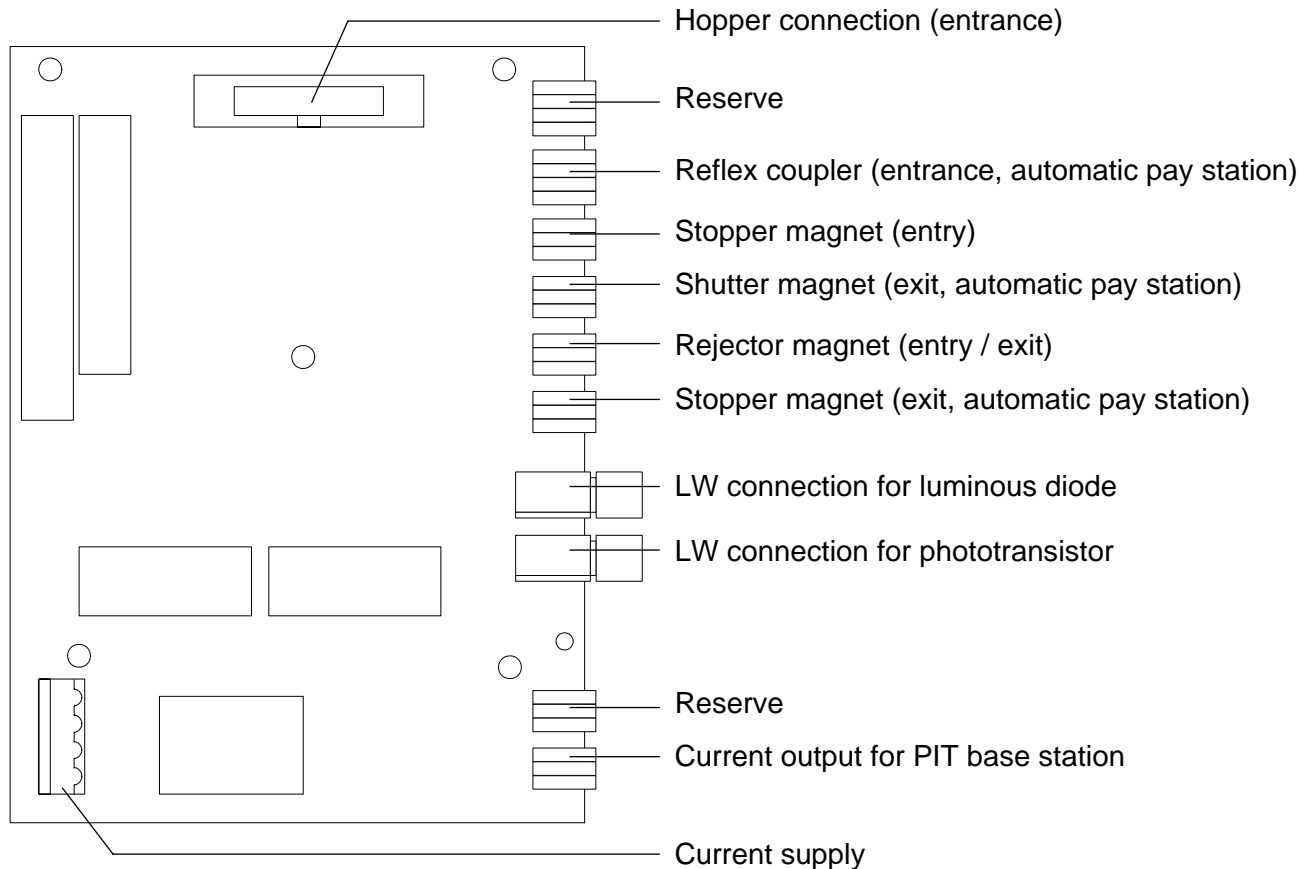 Hopper connection (entrance)
Reserve
Reflex coupler (entrance, automatic pay station)
Stopper magnet (entry)
Shutter magnet (exit, automatic pay station)
Rejector magnet (entry / exit)
Stopper magnet (exit, automatic pay station)
LW connection for luminous diode
LW connection for phototransistor
Reserve
Current output for PIT base station
Current supply